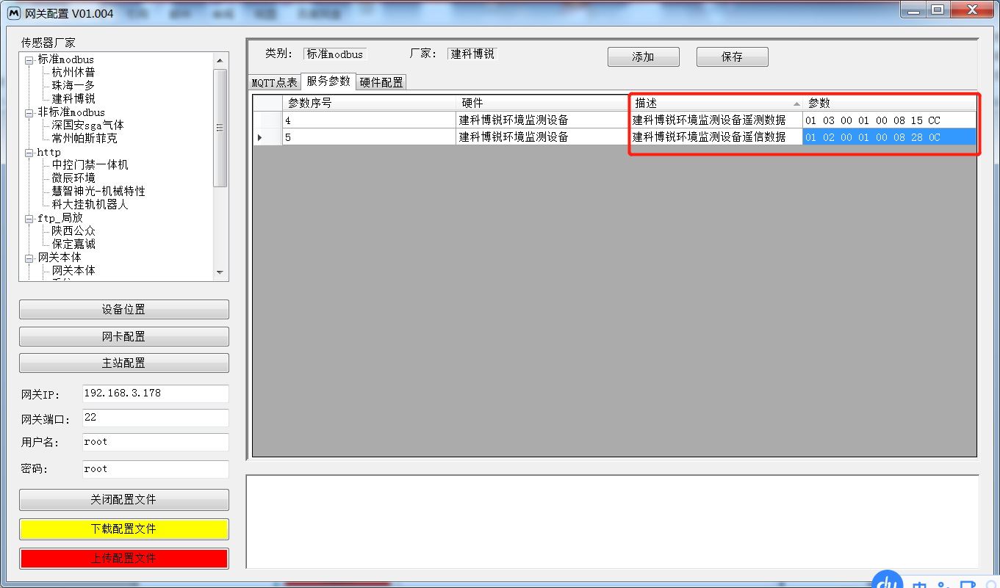 网关配置 V01.004
传感器厂家
标准modbus
杭州休普
珠海一多
建科博锐
非标准modbus
深国安sga气体
常州帕斯菲克
http
中控门禁一体机
微辰环境
慧智神光-机械特性
科大挂轨机器人
ftp_局放
陕西公众
保定嘉诚
网关本体
网关本体
设备位置
网卡配置
主站配置
网关IP: 192.168.3.178
网关端口: 22
用户名: root
密码: root
关闭配置文件
下载配置文件
上传配置文件
类别: 标准modbus 厂家: 建科博锐 添加 保存
MQTT点表 服务参数 硬件配置
参数序号 硬件 描述 参数
4 建科博锐环境监测设备 建科博锐环境监测设备遥测数据 01 03 00 01 00 08 15 CC
5 建科博锐环境监测设备 建科博锐环境监测设备遥信数据 01 02 00 01 00 08 28 0C